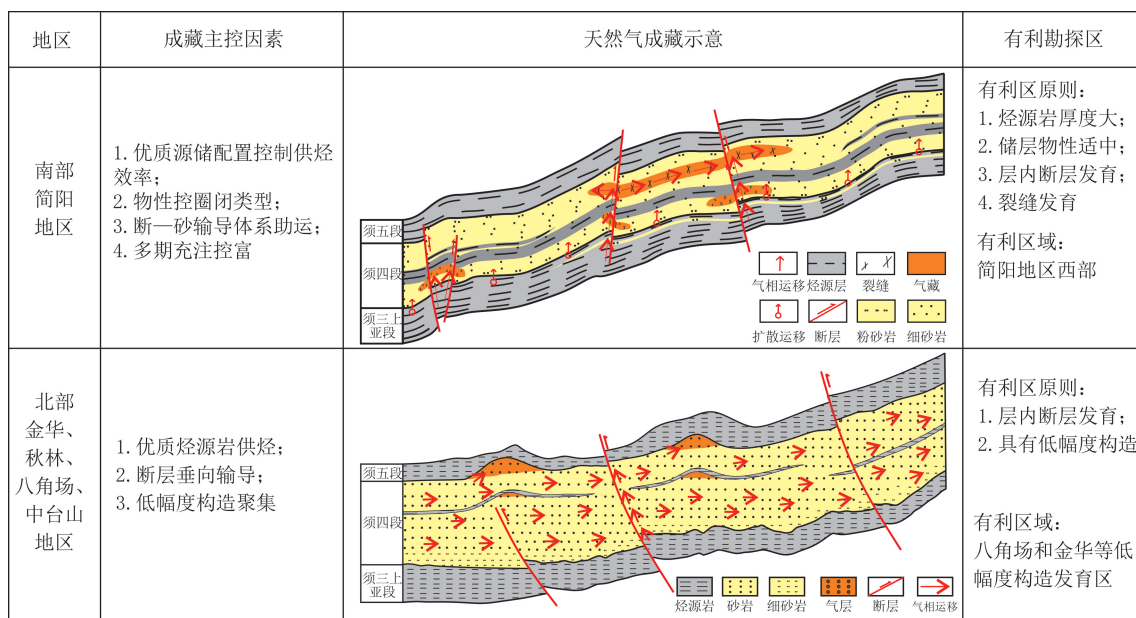 地区
成藏主控因素
天然气成藏示意
有利勘探区
南部
简阳
地区
1. 优质源储配置控制供烃
效率;
2. 物性控圈闭类型;
3. 断—砂输导体系助运;
4. 多期充注控富
须五段
须四段
须三上
亚段
气相运移
烃源层
裂缝
气藏
扩散运移
断层
粉砂岩
细砂岩
有利区原则:
1. 烃源岩厚度大;
2. 储层物性适中;
3. 层内断层发育;
4. 裂缝发育
有利区域:
简阳地区西部
北部
金华、
秋林、
八角场、
中台山
地区
1. 优质烃源岩供烃;
2. 断层垂向输导;
3. 低幅度构造聚集
须五段
须四段
须三上
亚段
烃源岩
砂岩
细砂岩
气层
断层
气相运移
有利区原则:
1. 层内断层发育;
2. 具有低幅度构造
有利区域:
八角场和金华等低
幅度构造发育区